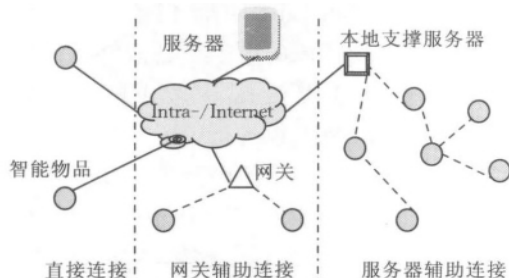 服务器
本地支撑服务器
Intra-/Internet
智能物品
网关
直接连接
网关辅助连接
服务器辅助连接